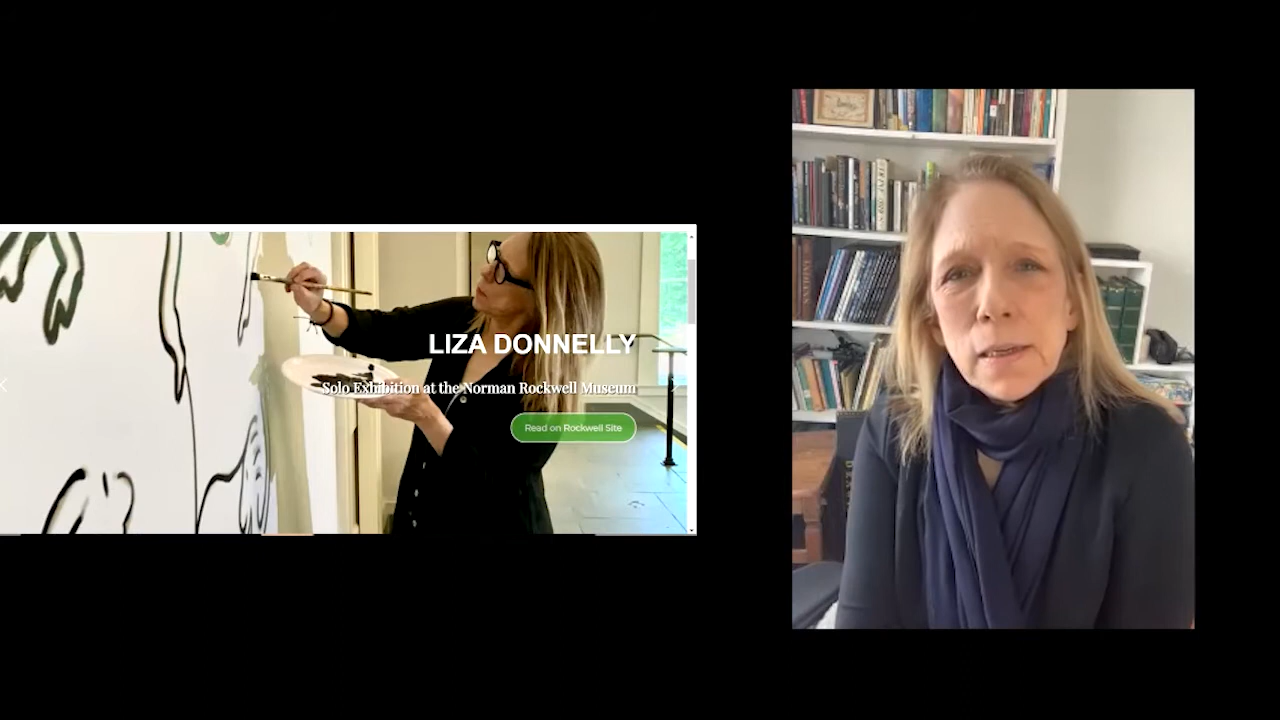 LIZA DONNELLY
Solo Exhibition at the Norman Rockwell Museum
Read on Rockwell Site